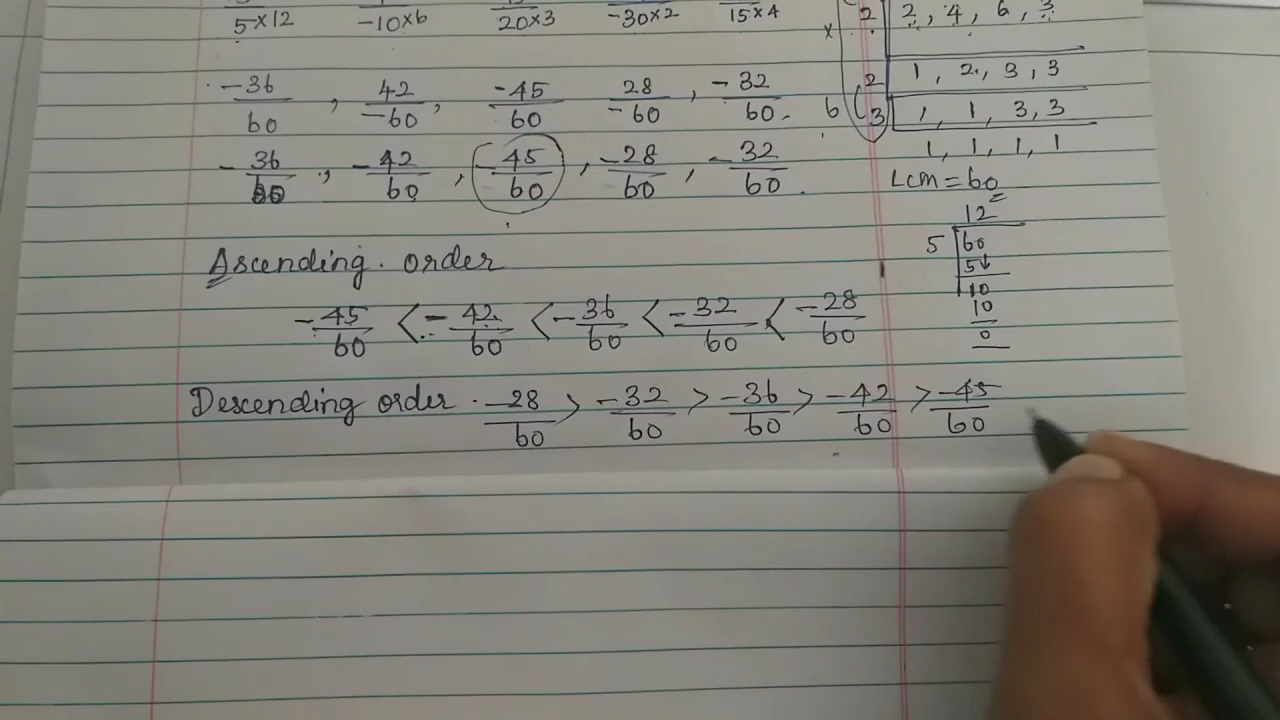 5×12 -10×6 20×3 -30×2 15×4
× 2 | 2, 4, 6, 3
2 | 1, 2, 3, 3
6 3 | 1, 1, 3, 3
1, 1, 1, 1
-36/60, 42/-60, -45/60 28/-60, -32/60.
-36/60, -42/60, -45/60, -28/60, -32/60.
Lcm = 60
12
5 | 60
5↓
10
10
0
Ascending. order
-45/60 < -42/60 < -36/60 < -32/60 < -28/60
Descending order. -28/60 > -32/60 > -36/60 > -42/60 > -45/60